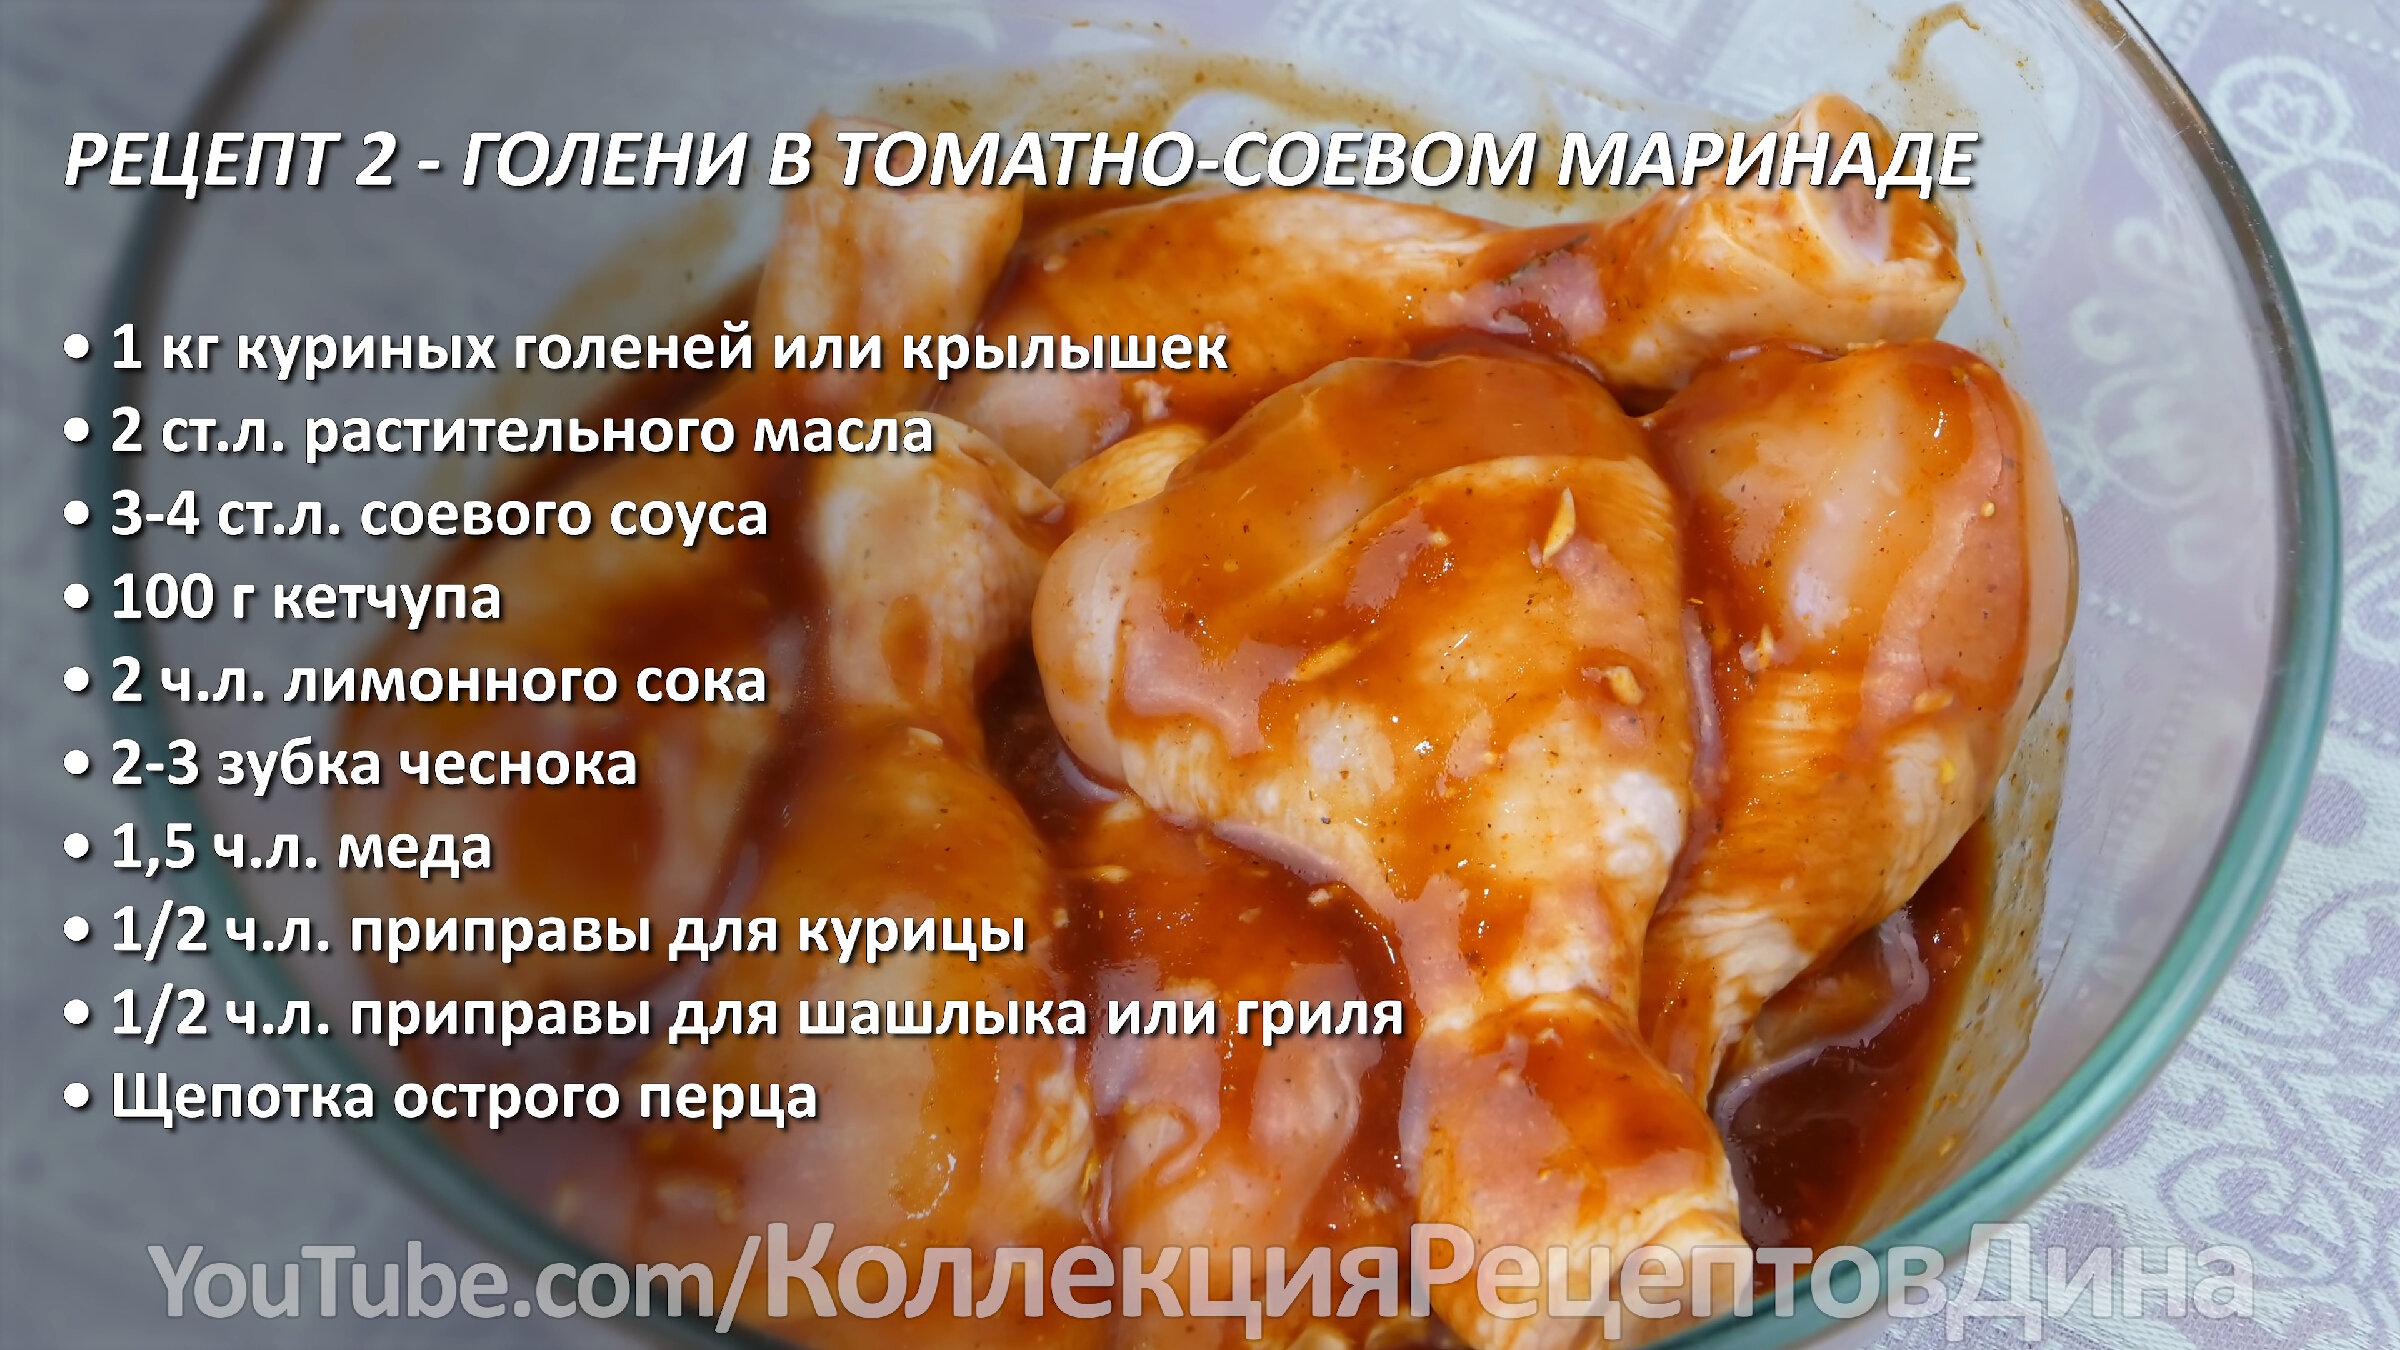 РЕЦЕПТ 2 - ГОЛЕНИ В ТОМАТНО-СОЕВОМ МАРИНАДЕ
• 1 кг куриных голеней или крылышек
• 2 ст.л. растительного масла
• 3-4 ст.л. соевого соуса
• 100 г кетчупа
• 2 ч.л. лимонного сока
• 2-3 зубка чеснока
• 1,5 ч.л. меда
• 1/2 ч.л. приправы для курицы
• 1/2 ч.л. приправы для шашлыка или гриля
• Щепотка острого перца
YouTube.com/КоллекцияРецептовДина